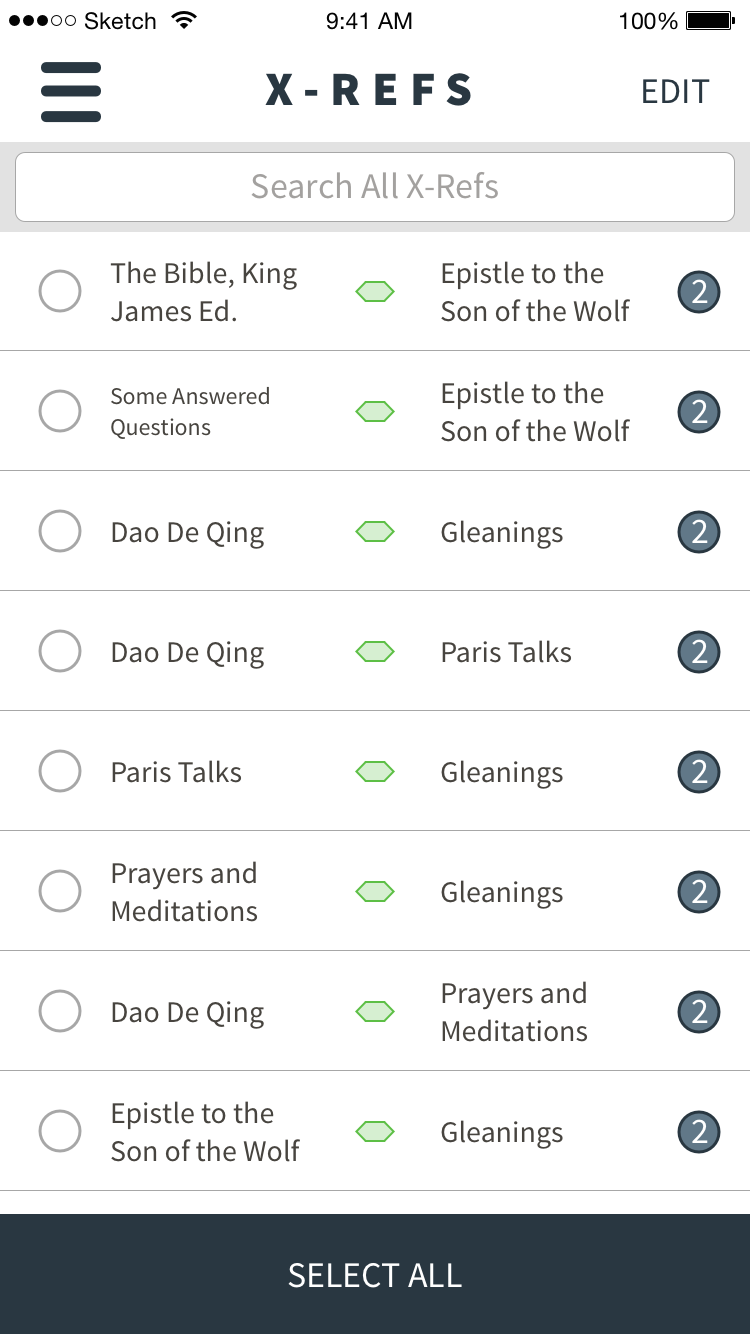 Sketch 9:41 AM 100%
X-REFS EDIT
Search All X-Refs
The Bible, King
James Ed.
Epistle to the
Son of the Wolf
2
Some Answered
Questions
Epistle to the
Son of the Wolf
2
Dao De Qing Gleanings 2
Dao De Qing Paris Talks 2
Paris Talks Gleanings 2
Prayers and
Meditations
Gleanings 2
Dao De Qing
Prayers and
Meditations
2
Epistle to the
Son of the Wolf
Gleanings 2
SELECT ALL